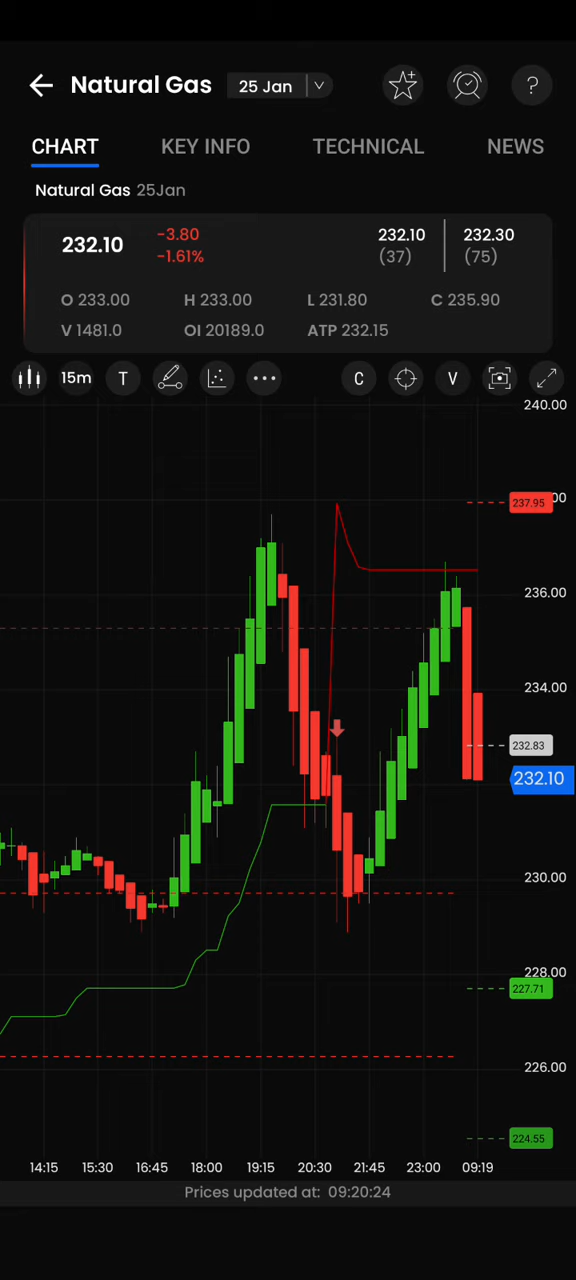 Natural Gas 25 Jan ?
CHART KEY INFO TECHNICAL NEWS
Natural Gas 25Jan
232.10 -3.80 232.10 232.30
-1.61% (37) (75)
O 233.00 H 233.00 L 231.80 C 235.90
V 1481.0 OI 20189.0 ATP 232.15
15m T C V
240.00
237.95 00
236.00
234.00
232.83
232.10
230.00
228.00
227.71
226.00
224.55
14:15 15:30 16:45 18:00 19:15 20:30 21:45 23:00 09:19
Prices updated at: 09:20:24